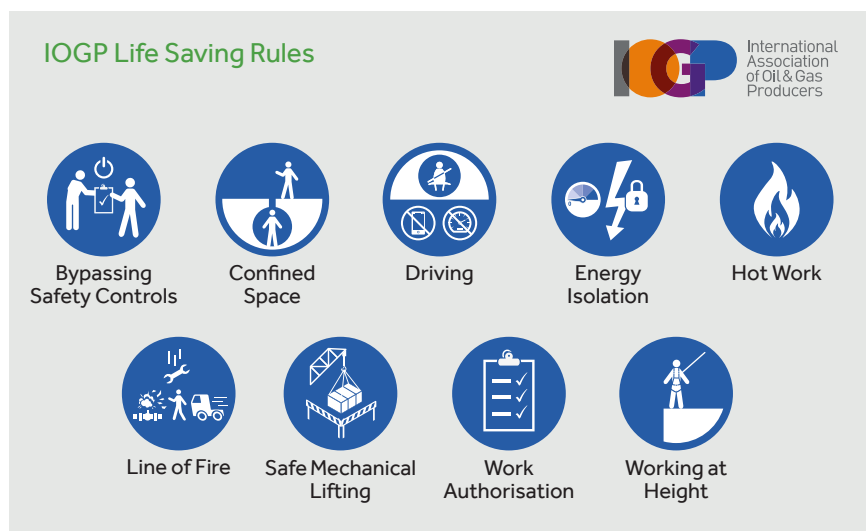 IOGP Life Saving Rules
IOGP
International
Association
of Oil & Gas
Producers
Bypassing
Safety Controls
Confined
Space
Driving
Energy
Isolation
Hot Work
Line of Fire
Safe Mechanical
Lifting
Work
Authorisation
Working at
Height